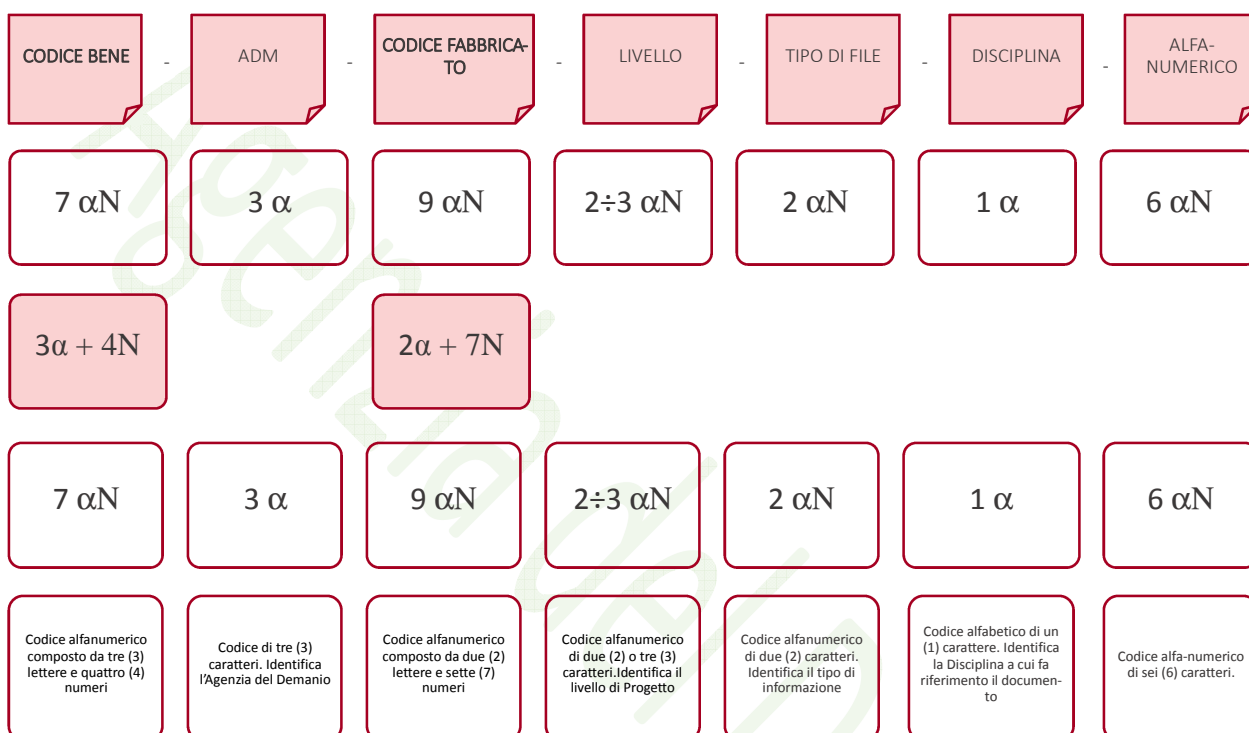 CODICE BENE
-
ADM
-
CODICE FABBRICA-
TO
-
LIVELLO
-
TIPO DI FILE
-
DISCIPLINA
-
ALFA-
NUMERICO
7 αN
3 α
9 αN
2÷3 αN
2 αN
1 α
6 αN
3α + 4N
2α + 7N
7 αN
3 α
9 αN
2÷3 αN
2 αN
1 α
6 αN
Codice alfanumerico
composto da tre (3)
lettere e quattro (4)
numeri
Codice di tre (3)
caratteri. Identifica
l'Agenzia del Demanio
Codice alfanumerico
composto da due (2)
lettere e sette (7)
numeri
Codice alfanumerico
di due (2) o tre (3)
caratteri.Identifica il
livello di Progetto
Codice alfanumerico
di due (2) caratteri.
Identifica il tipo di
informazione
Codice alfabetico di un
(1) carattere. Identifica
la Disciplina a cui fa
riferimento il documen-
to
Codice alfa-numerico
di sei (6) caratteri.
Agenzia del